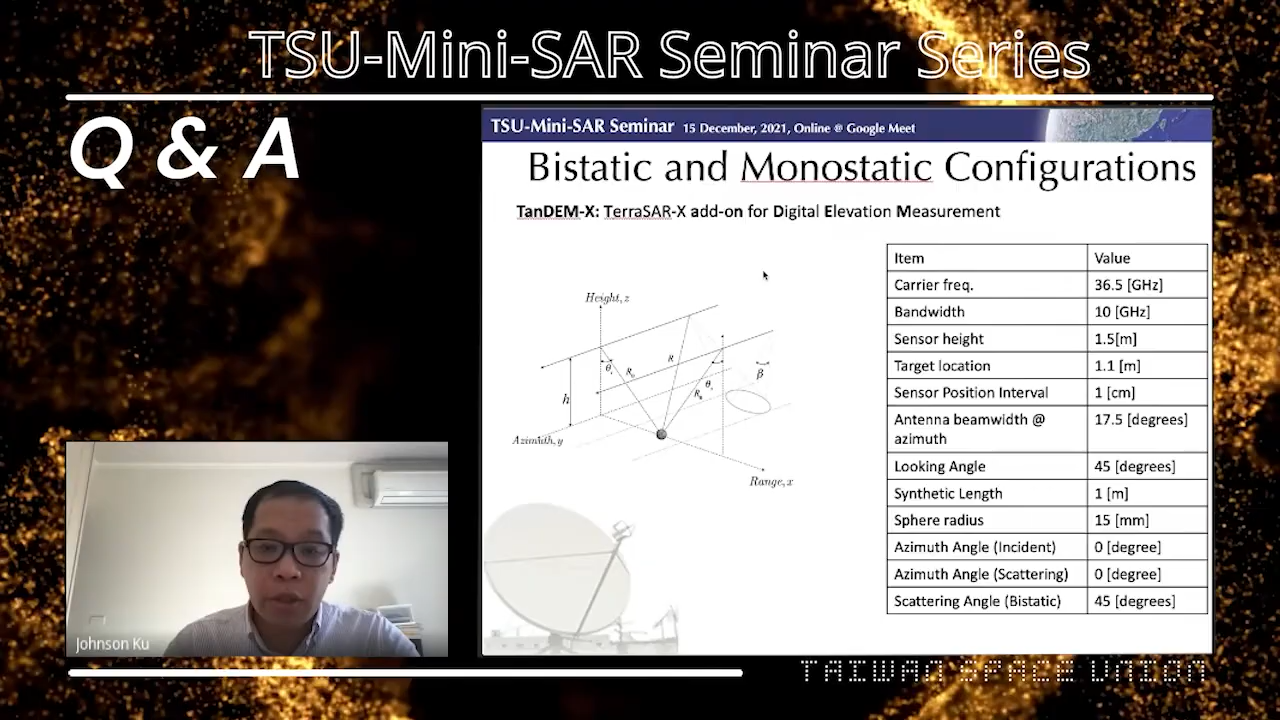 TSU-Mini-SAR Seminar Series
Q & A
TSU-Mini-SAR Seminar 15 December, 2021, Online @ Google Meet
Bistatic and Monostatic Configurations
TanDEM-X: TerraSAR-X add-on for Digital Elevation Measurement
Height, z
R
θ
R₀
θ
R₀
β
h
Azimuth, y
Range, x
Item Value
Carrier freq. 36.5 [GHz]
Bandwidth 10 [GHz]
Sensor height 1.5[m]
Target location 1.1 [m]
Sensor Position Interval 1 [cm]
Antenna beamwidth @ 17.5 [degrees]
azimuth
Looking Angle 45 [degrees]
Synthetic Length 1 [m]
Sphere radius 15 [mm]
Azimuth Angle (Incident) 0 [degree]
Azimuth Angle (Scattering) 0 [degree]
Scattering Angle (Bistatic) 45 [degrees]
Johnson Ku
TAIWAN SPACE UNION